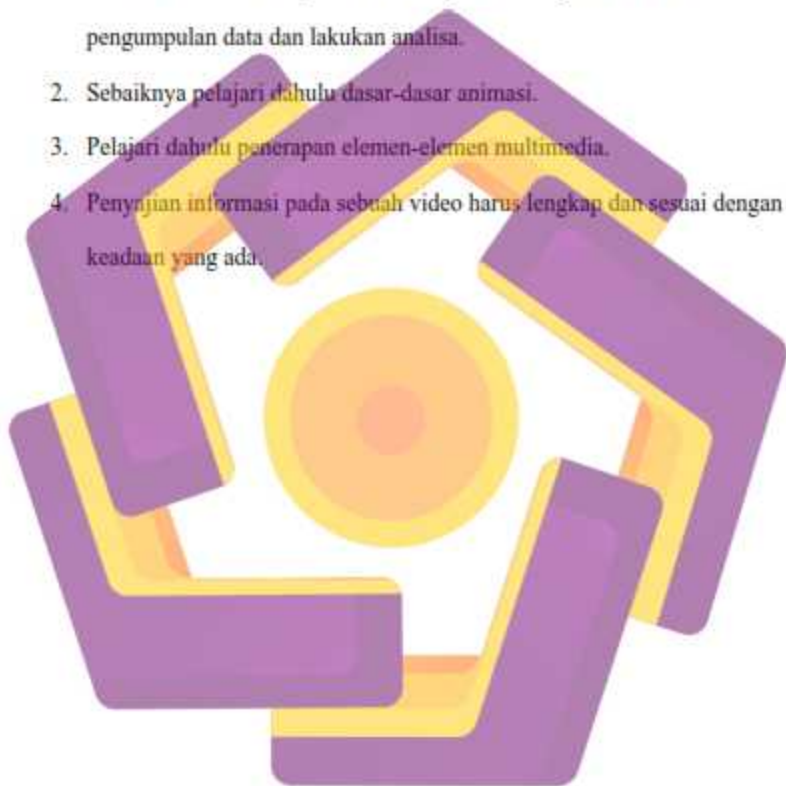 pengumpulan data dan lakukan analisa.
2. Sebaiknya pelajari dahulu dasar-dasar animasi.
3. Pelajari dahulu penerapan elemen-elemen multimedia.
4. Penyajian informasi pada sebuah video harus lengkap dan sesuai dengan
keadaan yang ada.